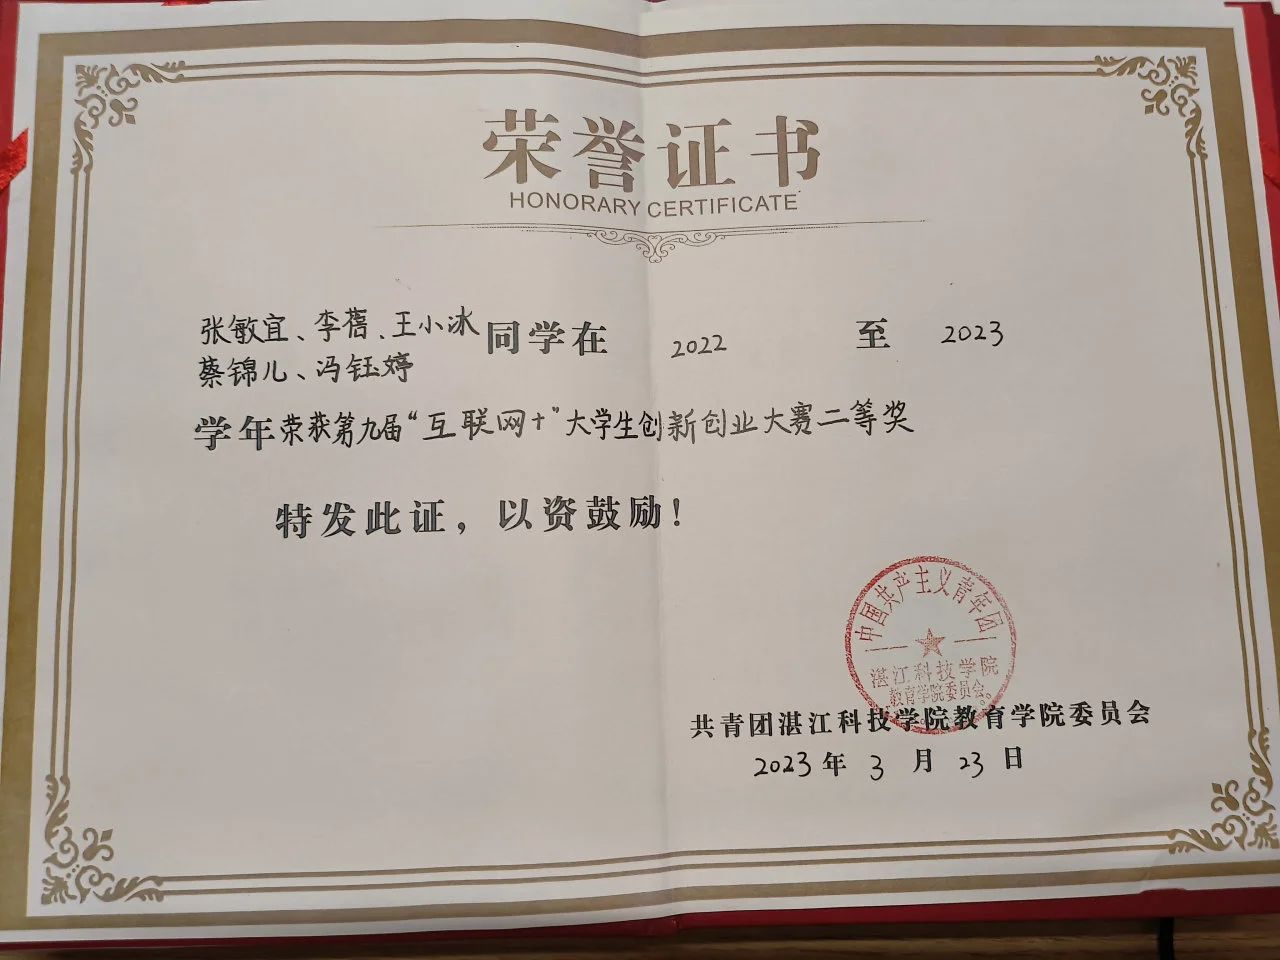 荣誉证书
HONORARY CERTIFICATE
张敏宜、李蓓、王小冰
蔡锦儿、冯钰婷
同学在 2022 至 2023
学年荣获第九届“互联网+”大学生创新创业大赛二等奖
特发此证，以资鼓励！
中国共产主义青年团
湛江科技学院
教育学院委员会
共青团湛江科技学院教育学院委员会
2023年3月23日